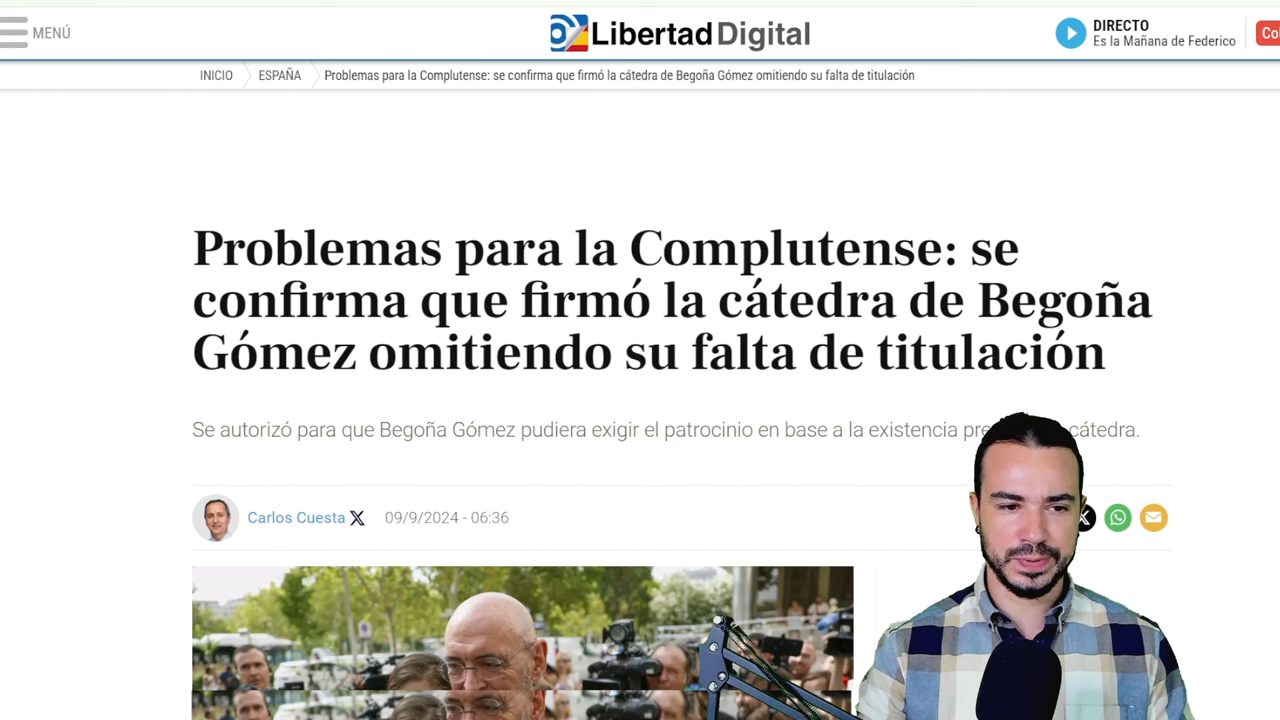 MENÚ
Libertad Digital
DIRECTO
Es la Mañana de Federico
INICIO
ESPAÑA
Problemas para la Complutense: se confirma que firmó la cátedra de Begoña Gómez omitiendo su falta de titulación
Problemas para la Complutense: se
confirma que firmó la cátedra de Begoña
Gómez omitiendo su falta de titulación
Se autorizó para que Begoña Gómez pudiera exigir el patrocinio en base a la existencia cátedra.
Carlos Cuesta
09/9/2024 - 06:36